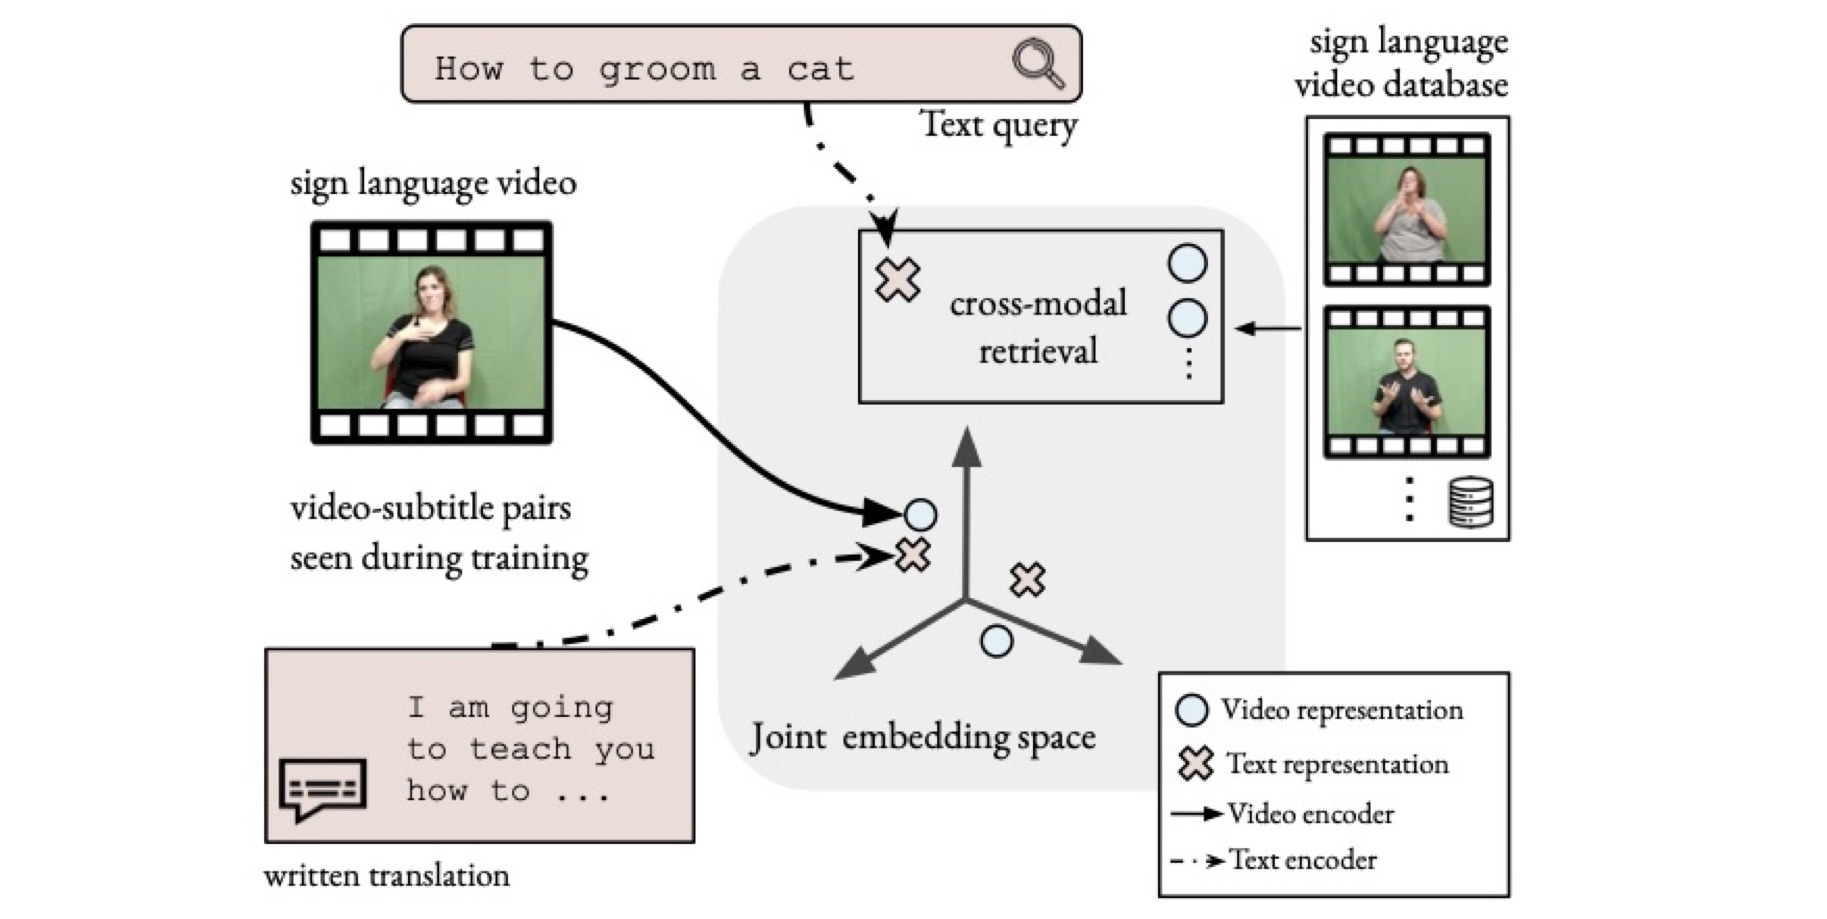 How to groom a cat
Text query
sign language
video database
sign language video
cross-modal
retrieval
video-subtitle pairs
seen during training
I am going
to teach you
how to ...
written translation
Joint embedding space
Video representation
Text representation
Video encoder
Text encoder